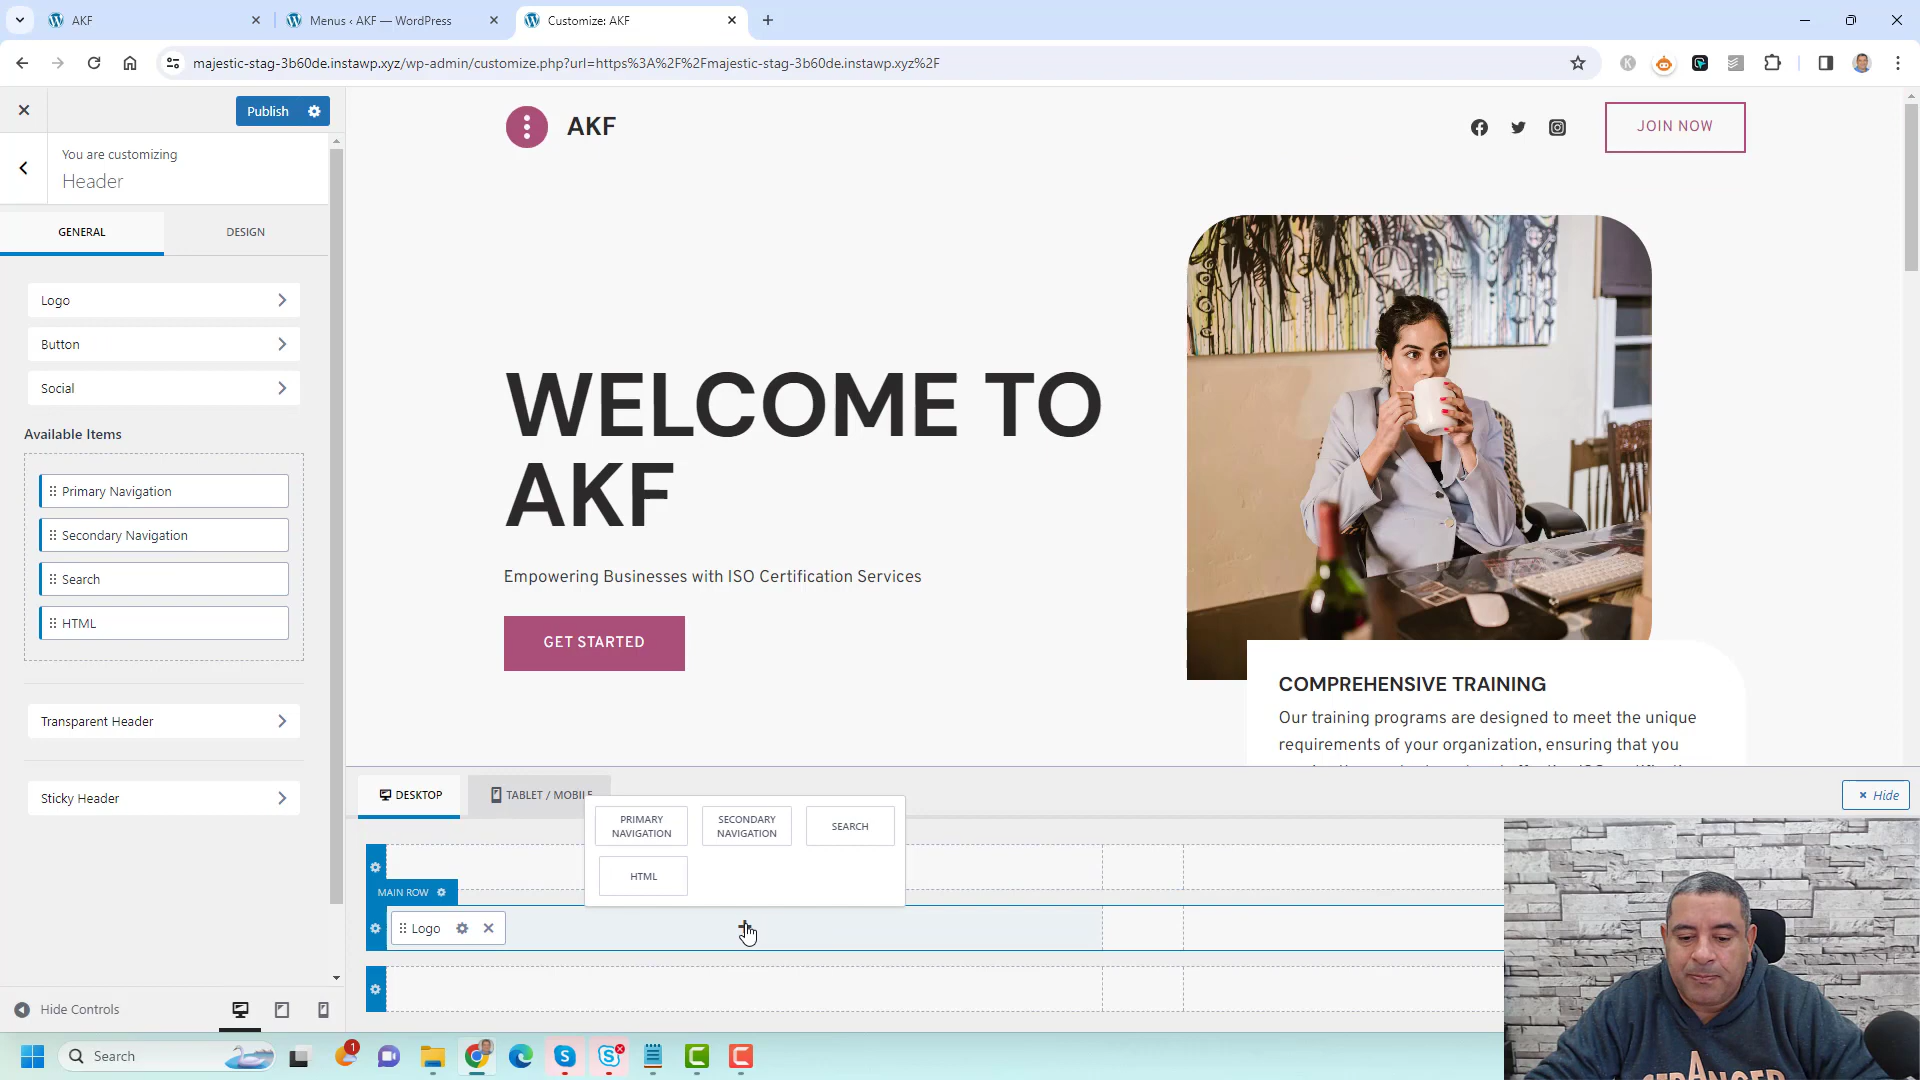 AKF
Menus ‹ AKF — WordPress
Customize: AKF
majestic-stag-3b60de.instawp.xyz/wp-admin/customize.php?url=https%3A%2F%2Fmajestic-stag-3b60de.instawp.xyz%2F
Publish
You are customizing
Header
GENERAL
DESIGN
Logo
Button
Social
Available Items
Primary Navigation
Secondary Navigation
Search
HTML
Transparent Header
Sticky Header
Hide Controls
AKF
JOIN NOW
WELCOME TO
AKF
Empowering Businesses with ISO Certification Services
GET STARTED
COMPREHENSIVE TRAINING
Our training programs are designed to meet the unique
requirements of your organization, ensuring that you
DESKTOP
TABLET / MOBILE
Hide
PRIMARY
NAVIGATION
SECONDARY
NAVIGATION
SEARCH
HTML
MAIN ROW
Logo
Search
1